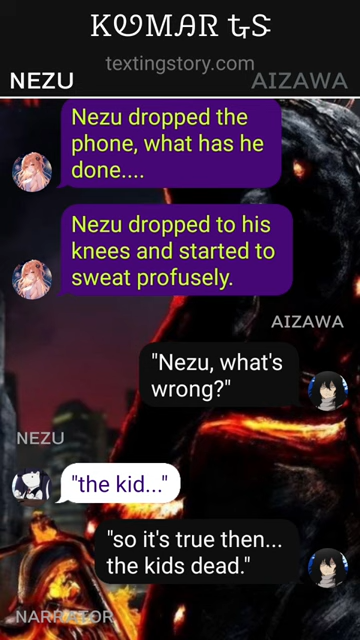 KUMAR GS
textingstory.com
NEZU AIZAWA
Nezu dropped the
phone, what has he
done....
Nezu dropped to his
knees and started to
sweat profusely.
AIZAWA
"Nezu, what's
wrong?"
NEZU
"the kid..."
"so it's true then...
the kids dead."
NARRATOR